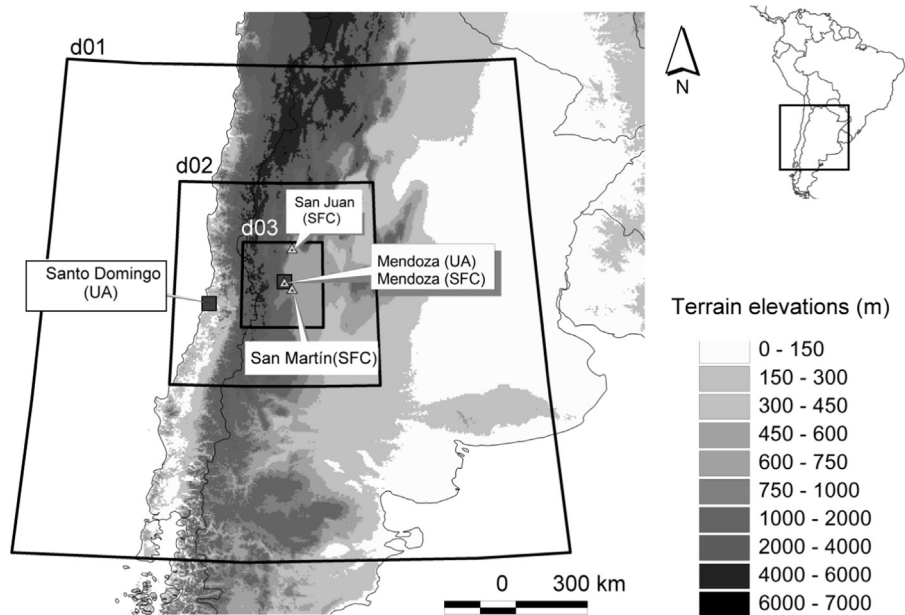 d01
N
d02
San Juan
(SFC)
d03
Mendoza (UA)
Mendoza (SFC)
Santo Domingo
(UA)
San Martín(SFC)
Terrain elevations (m)
0 - 150
150 - 300
300 - 450
450 - 600
600 - 750
750 - 1000
1000 - 2000
2000 - 4000
4000 - 6000
6000 - 7000
0 300 km